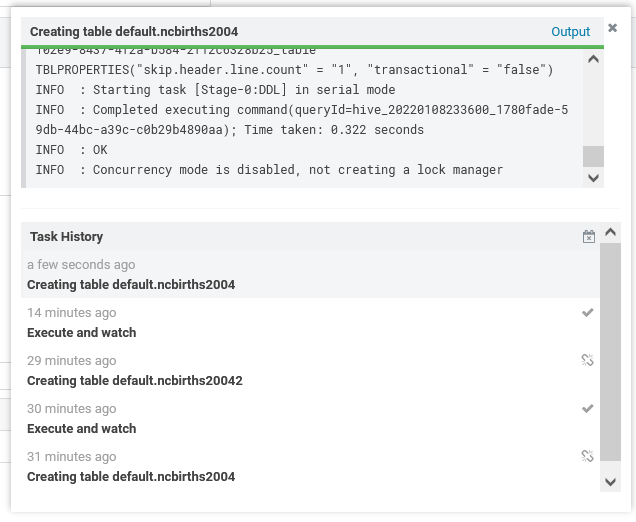 Creating table default.ncbirths2004 Output
TBLPROPERTIES("skip.header.line.count" = "1", "transactional" = "false")
INFO  : Starting task [Stage-0:DDL] in serial mode
INFO  : Completed executing command(queryId=hive_20220108233600_1780fade-5
9db-44bc-a39c-c0b29b4890aa); Time taken: 0.322 seconds
INFO  : OK
INFO  : Concurrency mode is disabled, not creating a lock manager
Task History
a few seconds ago
Creating table default.ncbirths2004
14 minutes ago
Execute and watch
29 minutes ago
Creating table default.ncbirths20042
30 minutes ago
Execute and watch
31 minutes ago
Creating table default.ncbirths2004